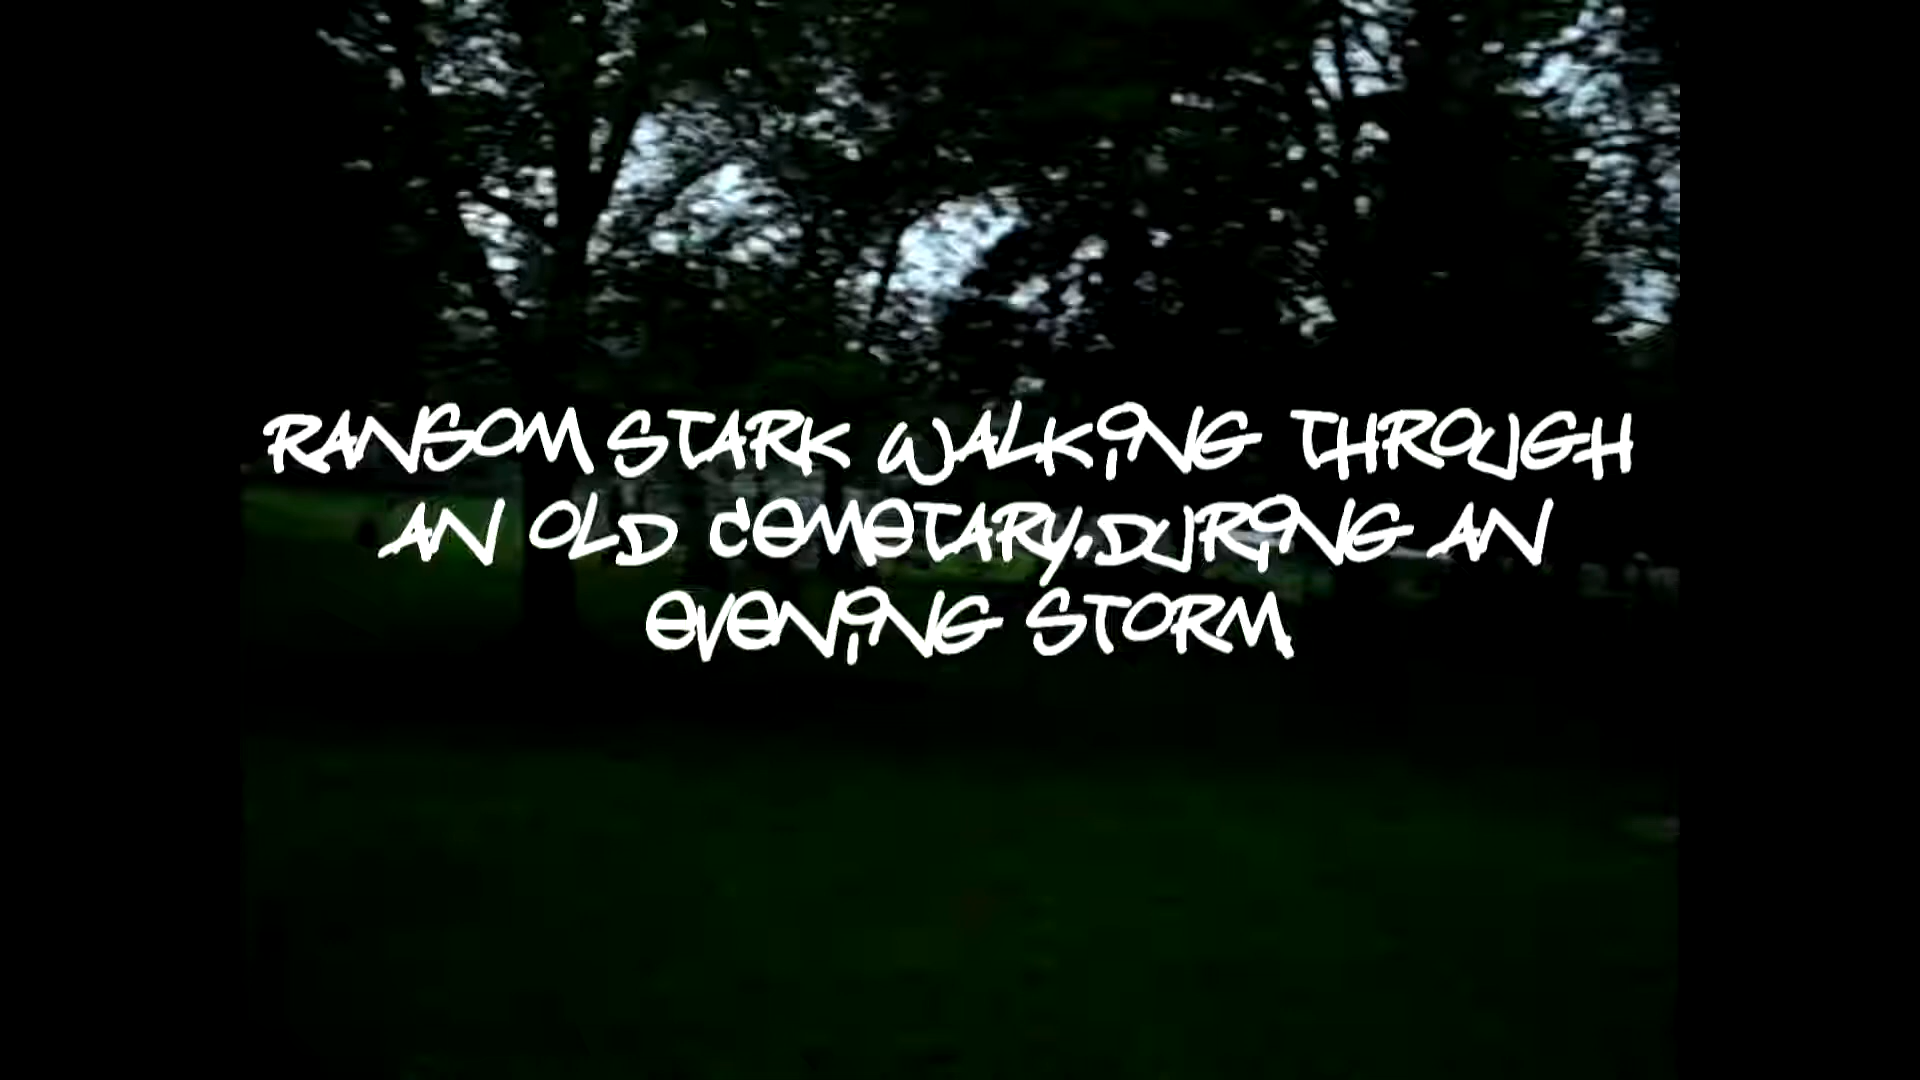 RANSOM STARK WALKING THROUGH
AN OLD CEMETARY,DURING AN
EVENING STORM